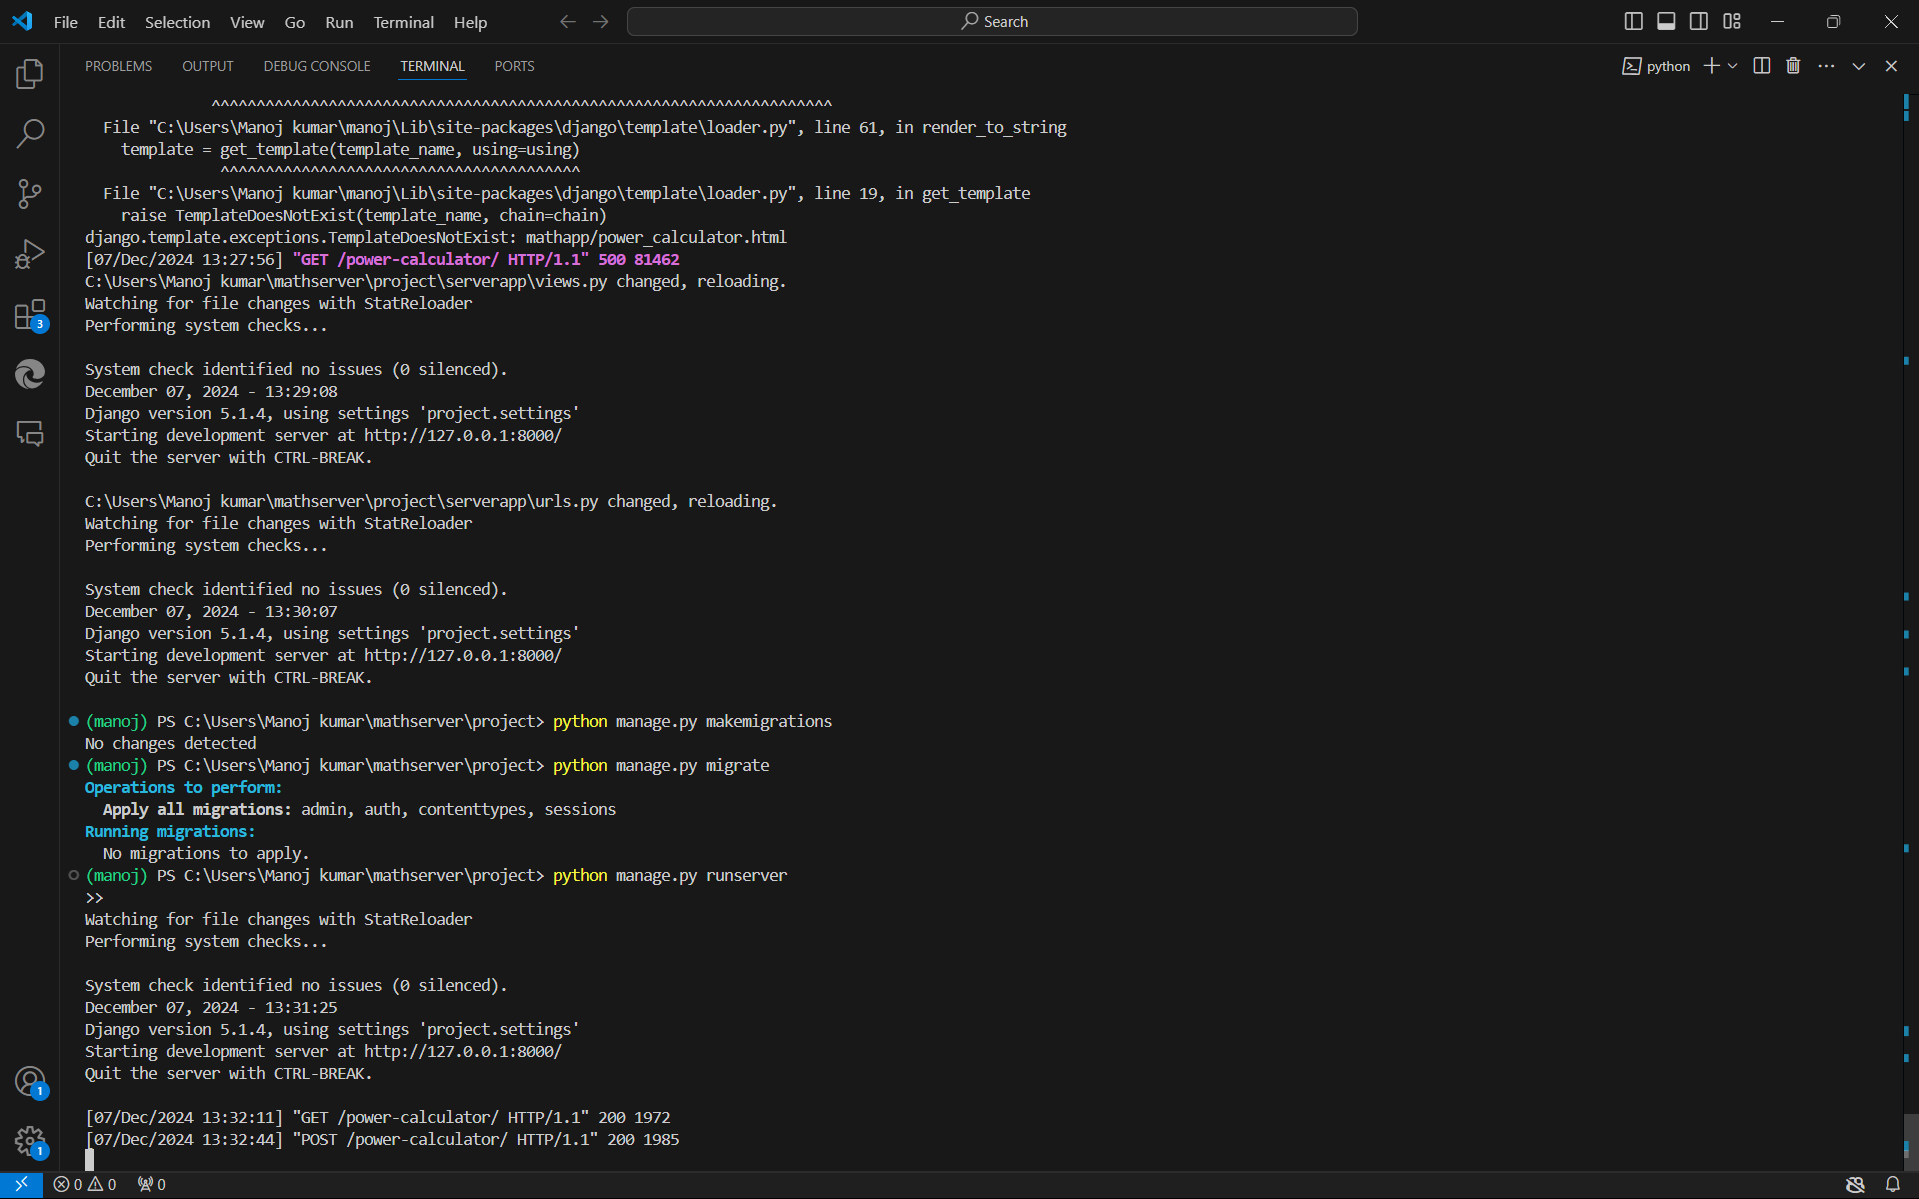 File Edit Selection View Go Run Terminal Help Search
PROBLEMS OUTPUT DEBUG CONSOLE TERMINAL PORTS python
^^^^^^^^^^^^^^^^^^^^^^^^^^^^^^^^^^^^^^^^^^^^^^^^^^^^^^^^^^^^^^^^^^^^^
File "C:\Users\Manoj kumar\manoj\Lib\site-packages\django\template\loader.py", line 61, in render_to_string
template = get_template(template_name, using=using)
^^^^^^^^^^^^^^^^^^^^^^^^^^^^^^^^^^^^^^^^
File "C:\Users\Manoj kumar\manoj\Lib\site-packages\django\template\loader.py", line 19, in get_template
raise TemplateDoesNotExist(template_name, chain=chain)
django.template.exceptions.TemplateDoesNotExist: mathapp/power_calculator.html
[07/Dec/2024 13:27:56] "GET /power-calculator/ HTTP/1.1" 500 81462
C:\Users\Manoj kumar\mathserver\project\serverapp\views.py changed, reloading.
Watching for file changes with StatReloader
Performing system checks...
System check identified no issues (0 silenced).
December 07, 2024 - 13:29:08
Django version 5.1.4, using settings 'project.settings'
Starting development server at http://127.0.0.1:8000/
Quit the server with CTRL-BREAK.
C:\Users\Manoj kumar\mathserver\project\serverapp\urls.py changed, reloading.
Watching for file changes with StatReloader
Performing system checks...
System check identified no issues (0 silenced).
December 07, 2024 - 13:30:07
Django version 5.1.4, using settings 'project.settings'
Starting development server at http://127.0.0.1:8000/
Quit the server with CTRL-BREAK.
(manoj) PS C:\Users\Manoj kumar\mathserver\project> python manage.py makemigrations
No changes detected
(manoj) PS C:\Users\Manoj kumar\mathserver\project> python manage.py migrate
Operations to perform:
Apply all migrations: admin, auth, contenttypes, sessions
Running migrations:
No migrations to apply.
(manoj) PS C:\Users\Manoj kumar\mathserver\project> python manage.py runserver
>>
Watching for file changes with StatReloader
Performing system checks...
System check identified no issues (0 silenced).
December 07, 2024 - 13:31:25
Django version 5.1.4, using settings 'project.settings'
Starting development server at http://127.0.0.1:8000/
Quit the server with CTRL-BREAK.
[07/Dec/2024 13:32:11] "GET /power-calculator/ HTTP/1.1" 200 1972
[07/Dec/2024 13:32:44] "POST /power-calculator/ HTTP/1.1" 200 1985
3
1
1
0 0 0